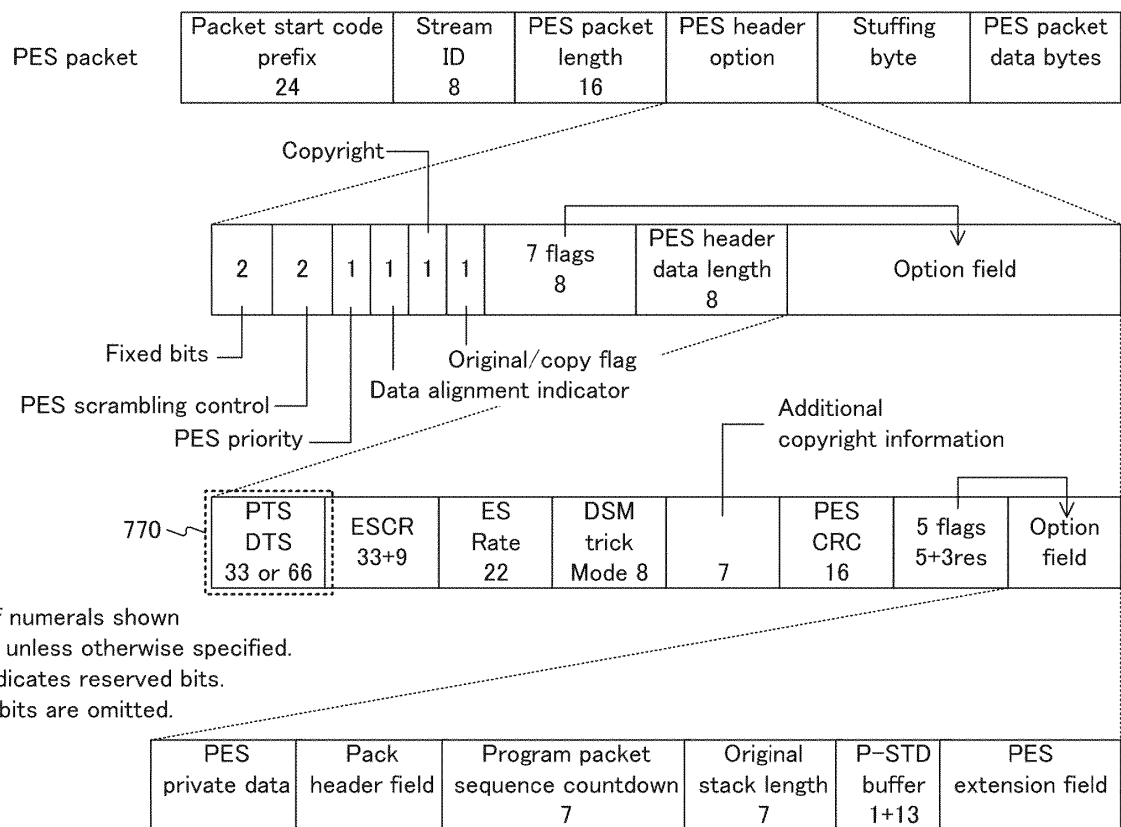 PES packet
Packet start code
prefix
24
Stream
ID
8
PES packet
length
16
PES header
option
Stuffing
byte
PES packet
data bytes
Copyright
2
2
1
1
1
1
7 flags
8
PES header
data length
8
Option field
Fixed bits
Original/copy flag
Data alignment indicator
PES scrambling control
PES priority
Additional
copyright information
770
PTS
DTS
33 or 66
ESCR
33+9
ES
Rate
22
DSM
trick
Mode 8
7
PES
CRC
16
5 flags
5+3res
Option
field
numerals shown
unless otherwise specified.
reserved bits.
bits are omitted.
PES
private data
Pack
header field
Program packet
sequence countdown
7
Original
stack length
7
P-STD
buffer
1+13
PES
extension field